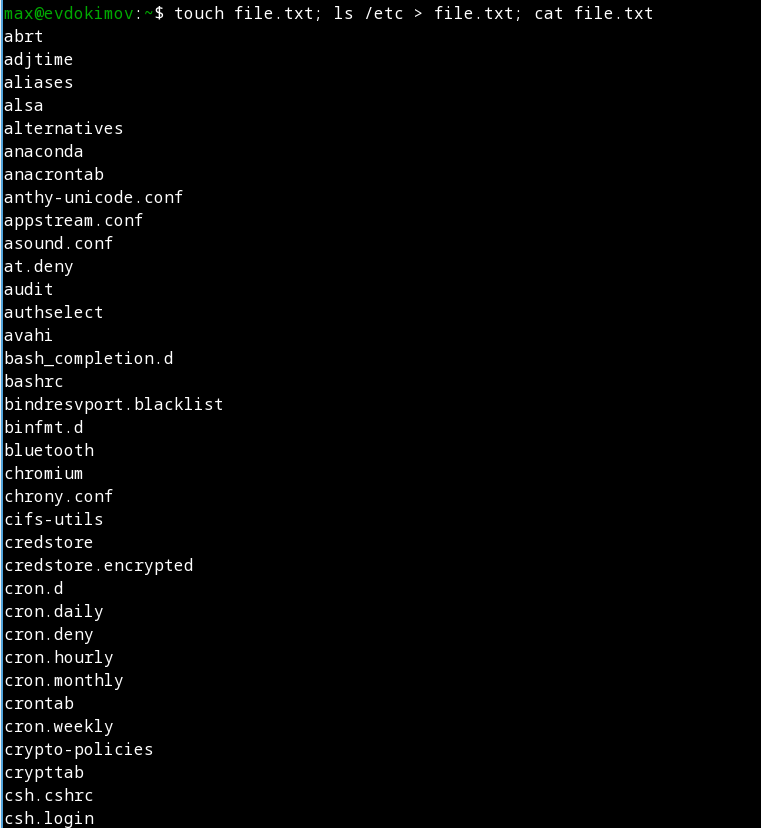 max@evdokimov:~$ touch file.txt; ls /etc > file.txt; cat file.txt
abrt
adjtime
aliases
alsa
alternatives
anaconda
anacrontab
anthy-unicode.conf
appstream.conf
asound.conf
at.deny
audit
authselect
avahi
bash_completion.d
bashrc
bindresvport.blacklist
binfmt.d
bluetooth
chromium
chrony.conf
cifs-utils
credstore
credstore.encrypted
cron.d
cron.daily
cron.deny
cron.hourly
cron.monthly
crontab
cron.weekly
crypto-policies
crypttab
csh.cshrc
csh.login